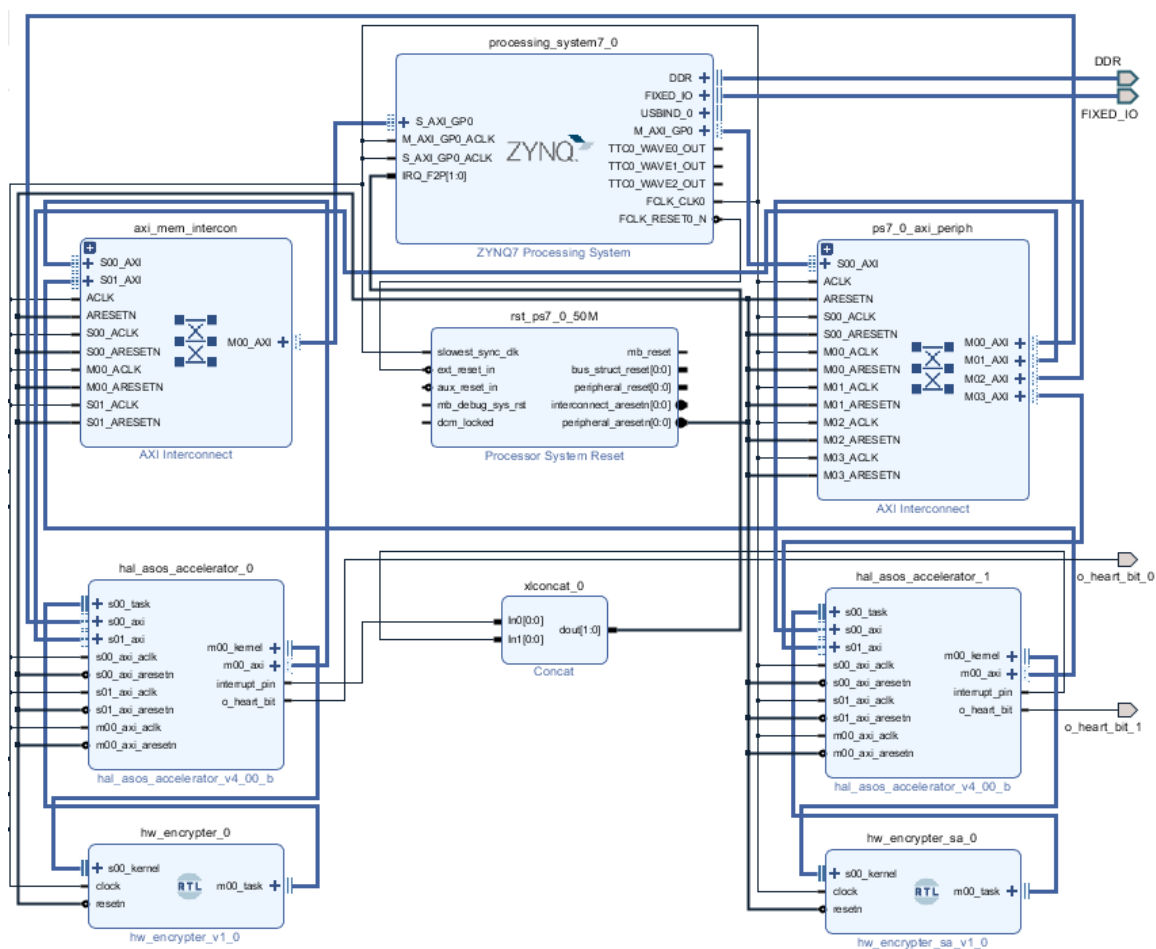 processing_system7_0
DDR
FIXED_IO
S_AXI_GP0
M_AXI_GP0_ACLK
S_AXI_GP0_ACLK
IRQ_F2P[1:0]
ZYNQ
DDR
FIXED_IO
USBIND_0
M_AXI_GP0
TTC0_WAVE0_OUT
TTC0_WAVE1_OUT
TTC0_WAVE2_OUT
FCLK_CLK0
FCLK_RESET0_N
ZYNQ7 Processing System
axi_mem_intercon
S00_AXI
S01_AXI
ACLK
ARESETN
S00_ACLK
S00_ARESETN
M00_ACLK
M00_ARESETN
S01_ACLK
S01_ARESETN
M00_AXI
AXI Interconnect
rst_ps7_0_50M
slowest_sync_clk
ext_reset_in
aux_reset_in
mb_debug_sys_rst
dcm_locked
mb_reset
bus_struct_reset[0:0]
peripheral_reset[0:0]
interconnect_aresetn[0:0]
peripheral_aresetn[0:0]
Processor System Reset
ps7_0_axi_periph
S00_AXI
ACLK
ARESETN
S00_ACLK
S00_ARESETN
M00_ACLK
M00_ARESETN
M01_ACLK
M01_ARESETN
M02_ACLK
M02_ARESETN
M03_ACLK
M03_ARESETN
M00_AXI
M01_AXI
M02_AXI
M03_AXI
AXI Interconnect
hal_asos_accelerator_0
s00_task
s00_axi
s01_axi
s00_axi_aclk
s00_axi_aresetn
s01_axi_aclk
s01_axi_aresetn
m00_axi_aclk
m00_axi_aresetn
m00_kernel
m00_axi
interrupt_pin
o_heart_bit
hal_asos_accelerator_v4_00_b
xlconcat_0
In0[0:0]
In1[0:0]
dout[1:0]
Concat
hal_asos_accelerator_1
s00_task
s00_axi
s01_axi
s00_axi_aclk
s00_axi_aresetn
s01_axi_aclk
s01_axi_aresetn
m00_axi_aclk
m00_axi_aresetn
m00_kernel
m00_axi
interrupt_pin
o_heart_bit
hal_asos_accelerator_v4_00_b
o_heart_bit_0
o_heart_bit_1
hw_encrypter_0
s00_kernel
clock
resetn
RTL
m00_task
hw_encrypter_v1_0
hw_encrypter_sa_0
s00_kernel
clock
resetn
RTL
m00_task
hw_encrypter_sa_v1_0